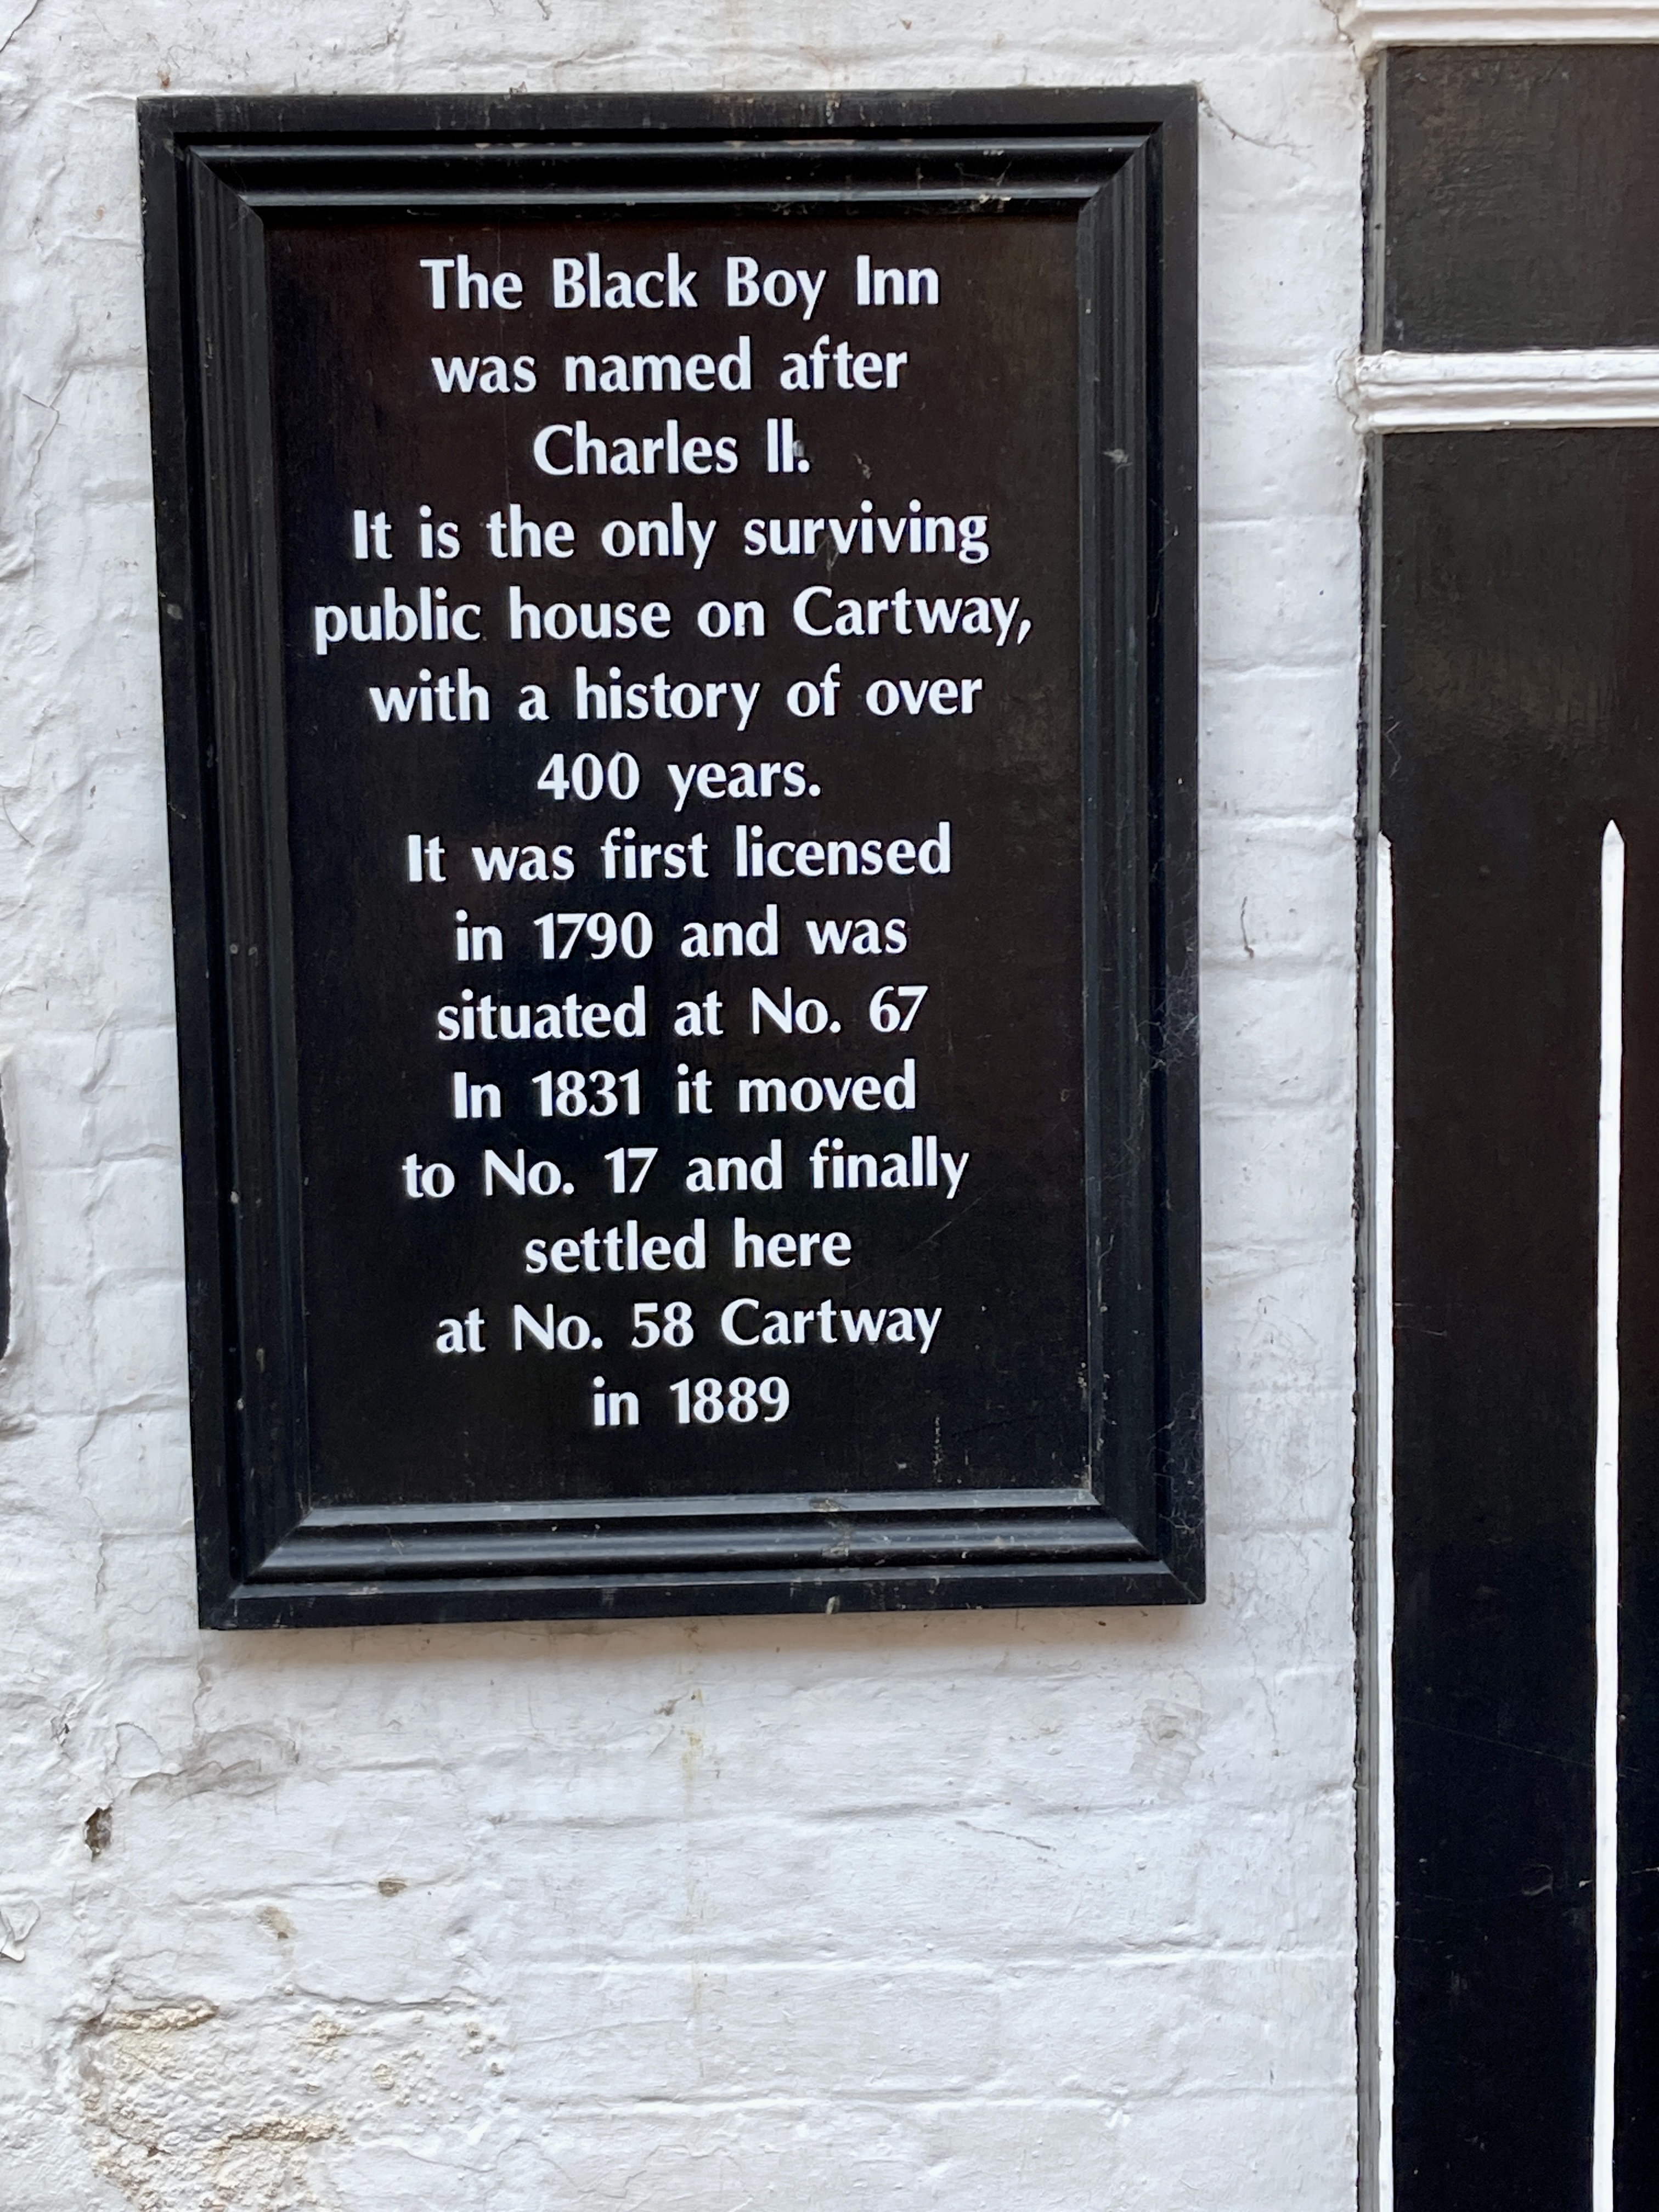 The Black Boy Inn
was named after
Charles II.
It is the only surviving
public house on Cartway,
with a history of over
400 years.
It was first licensed
in 1790 and was
situated at No. 67
In 1831 it moved
to No. 17 and finally
settled here
at No. 58 Cartway
in 1889